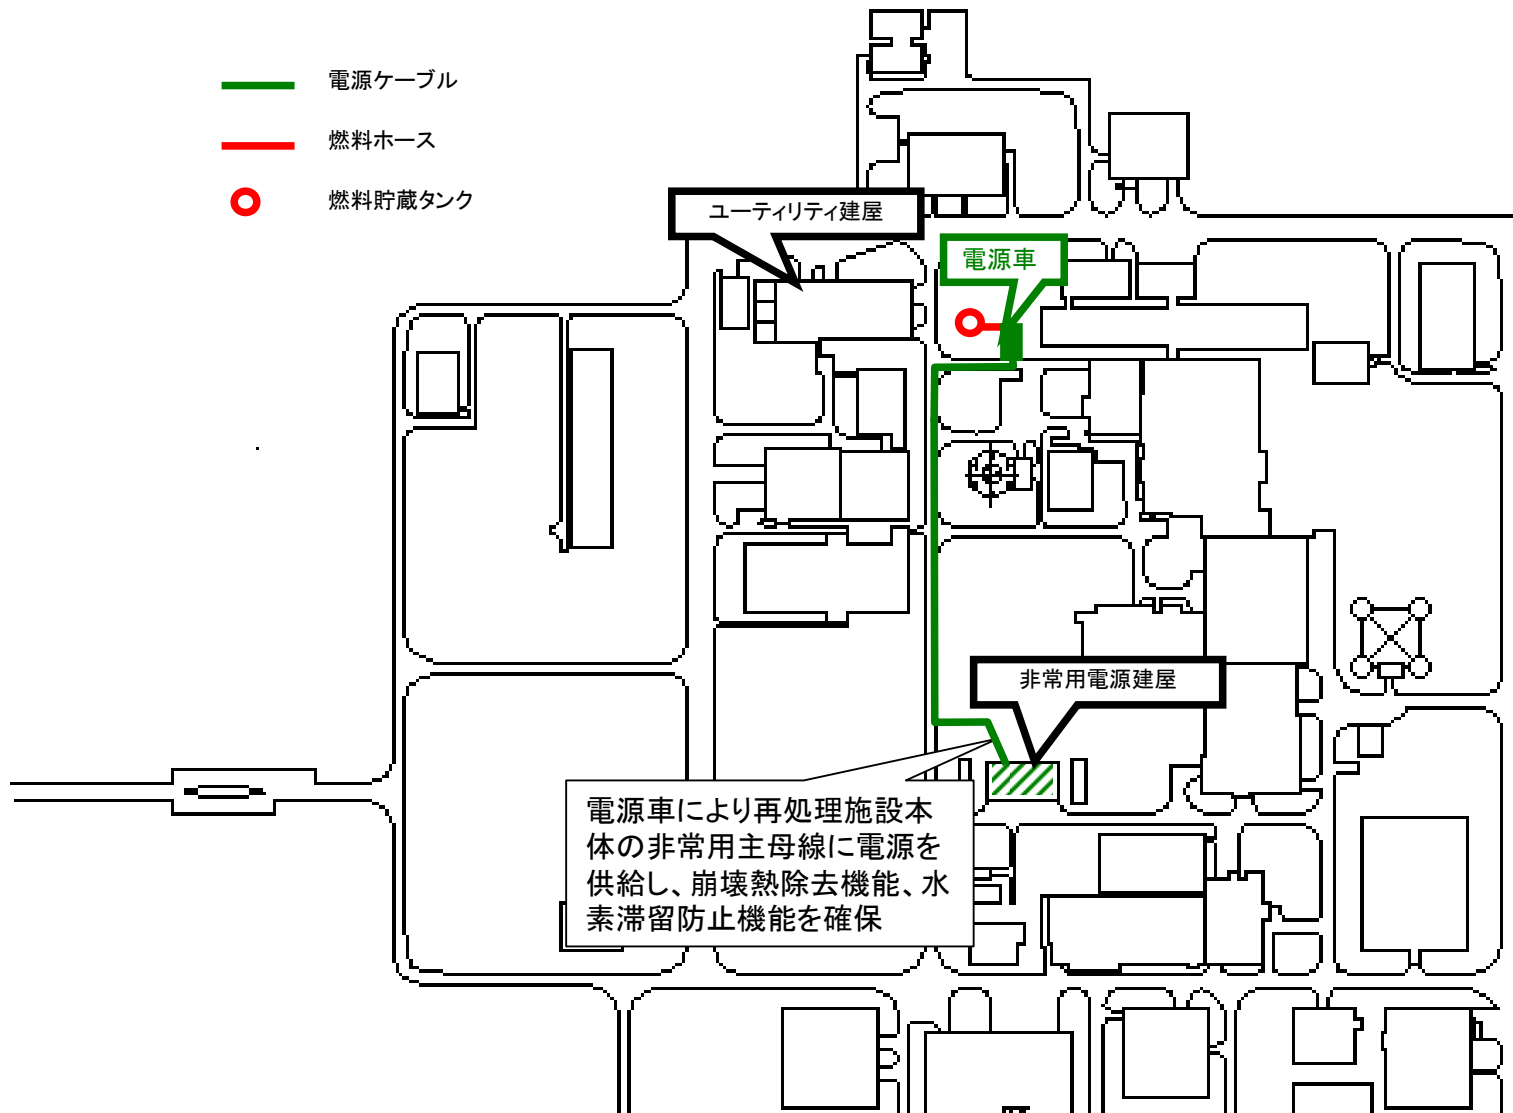 電源ケーブル
燃料ホース
燃料貯蔵タンク
ユーティリティ建屋
電源車
非常用電源建屋
電源車により再処理施設本
体の非常用主母線に電源を
供給し、崩壊熱除去機能、水
素滞留防止機能を確保